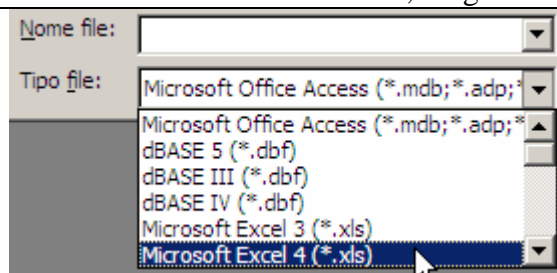 Nome file:
Tipo file:
Microsoft Office Access (*.mdb;*.adp;*
Microsoft Office Access (*.mdb;*.adp;*
dBASE 5 (*.dbf)
dBASE III (*.dbf)
dBASE IV (*.dbf)
Microsoft Excel 3 (*.xls)
Microsoft Excel 4 (*.xls)